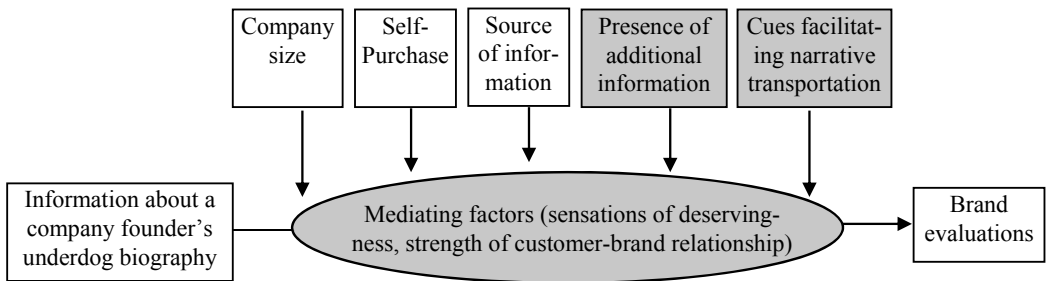 Company
size
Self-
Purchase
Source
of infor-
mation
Presence of
additional
information
Cues facilitat-
ing narrative
transportation
Information about a
company founder’s
underdog biography
Mediating factors (sensations of deserving-
ness, strength of customer-brand relationship)
Brand
evaluations